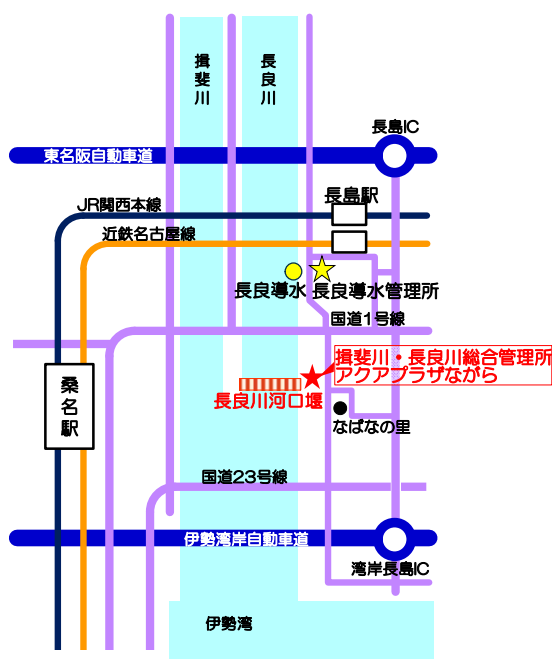 揖斐川
長良川
長島IC
東名阪自動車道
長島駅
JR関西本線
近鉄名古屋線
長良導水
長良導水管理所
国道1号線
揖斐川・長良川総合管理所
アクアプラザながら
桑名駅
長良川河口堰
なばなの里
国道23号線
伊勢湾岸自動車道
湾岸長島IC
伊勢湾